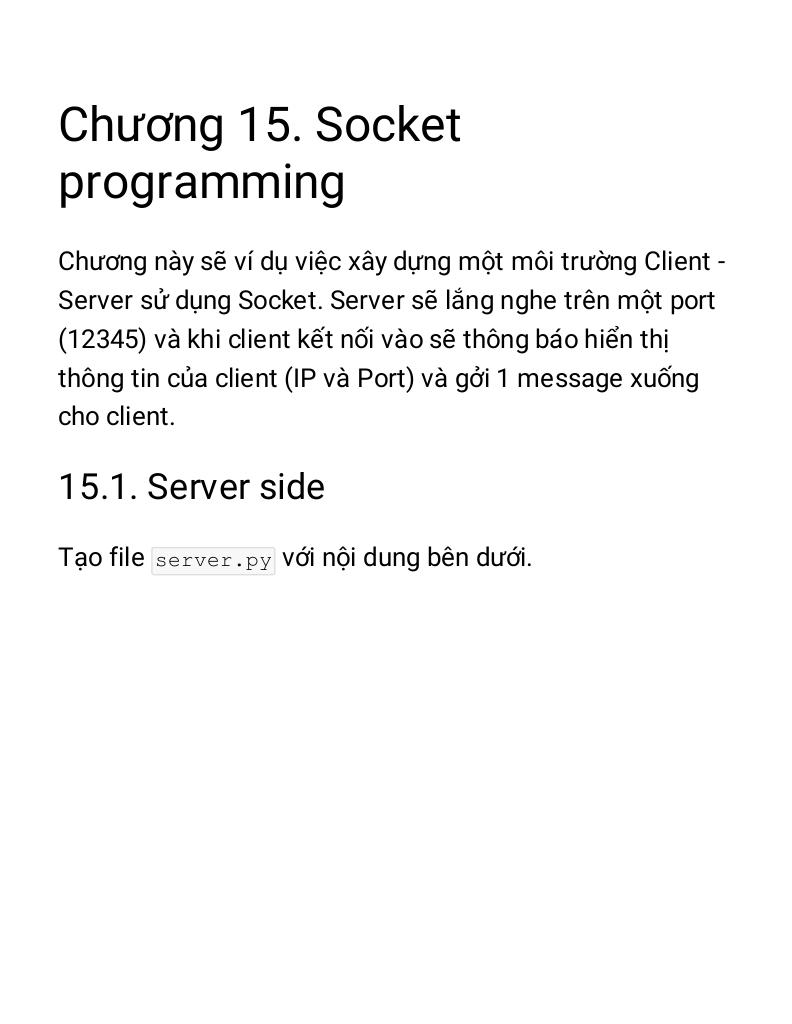 Chương 15. Socket
programming
Chương này sẽ ví dụ việc xây dựng một môi trường Client -
Server sử dụng Socket. Server sẽ lắng nghe trên một port
(12345) và khi client kết nối vào sẽ thông báo hiển thị
thông tin của client (IP và Port) và gởi 1 message xuống
cho client.
15.1. Server side
Tạo file server.py với nội dung bên dưới.